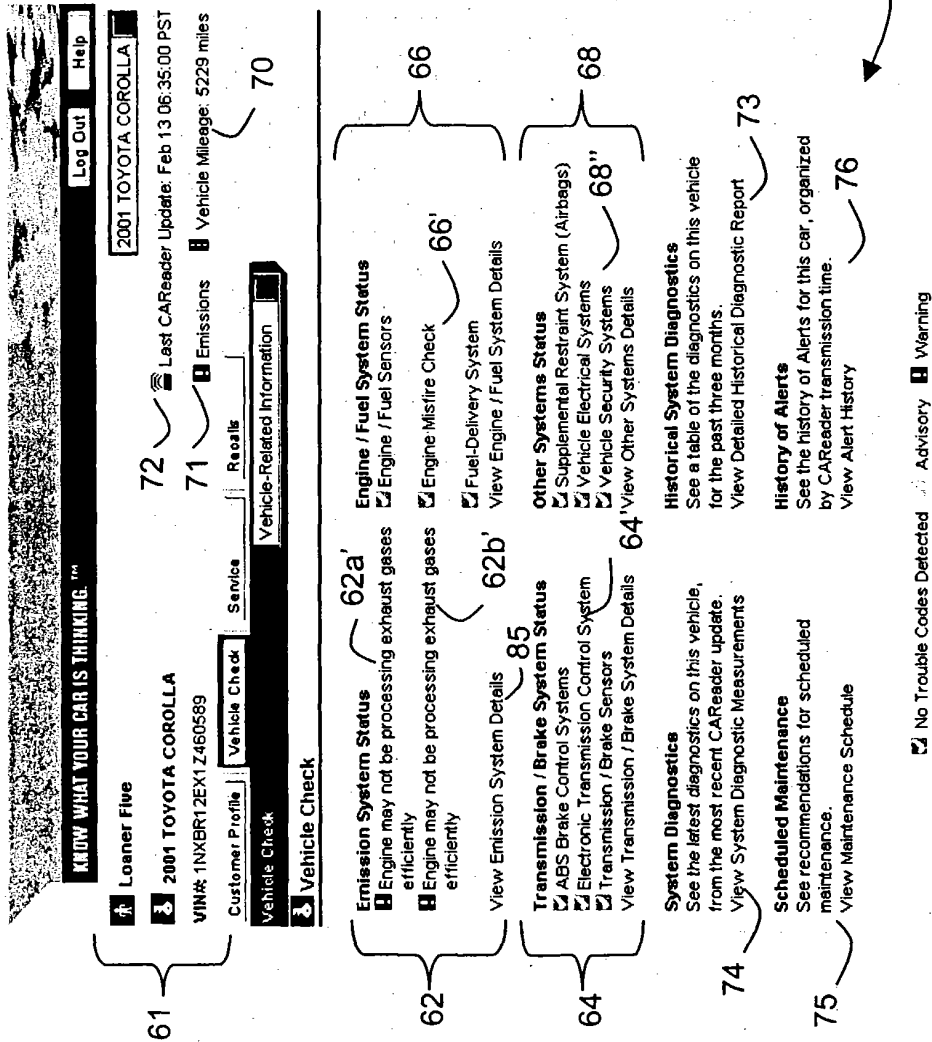 KNOW WHAT YOUR CAR IS THINKING.™
Log Out
Help
Loaner Five
2001 TOYOTA COROLLA
2001 TOYOTA COROLLA
VIN#: 1NXBR12EX1Z460589
61
72
Last CAReader Update: Feb 13 06:35:00 PST
71
Emissions
Vehicle Mileage: 5229 miles
70
Customer Profile
Vehicle Check
Service
Recalls
Vehicle Check
Vehicle-Related Information
Vehicle Check
62
Emission System Status
62a'
Engine may not be processing exhaust gases
efficiently
Engine may not be processing exhaust gases
efficiently
62b'
View Emission System Details
85
Engine / Fuel System Status
Engine / Fuel Sensors
Engine Misfire Check
66'
Fuel-Delivery System
View Engine / Fuel System Details
66
64
Transmission / Brake System Status
ABS Brake Control Systems
Electronic Transmission Control System
Transmission / Brake Sensors
View Transmission / Brake System Details
64'
Other Systems Status
Supplemental Restraint System (Airbags)
Vehicle Electrical Systems
Vehicle Security Systems
68''
View Other Systems Details
68
System Diagnostics
See the latest diagnostics on this vehicle,
from the most recent CAReader update.
View System Diagnostic Measurements
74
Historical System Diagnostics
See a table of the diagnostics on this vehicle
for the past three months.
View Detailed Historical Diagnostic Report
73
Scheduled Maintenance
See recommendations for scheduled
maintenance.
View Maintenance Schedule
75
History of Alerts
See the history of Alerts for this car, organized
by CAReader transmission time.
View Alert History
76
No Trouble Codes Detected
Advisory
Warning